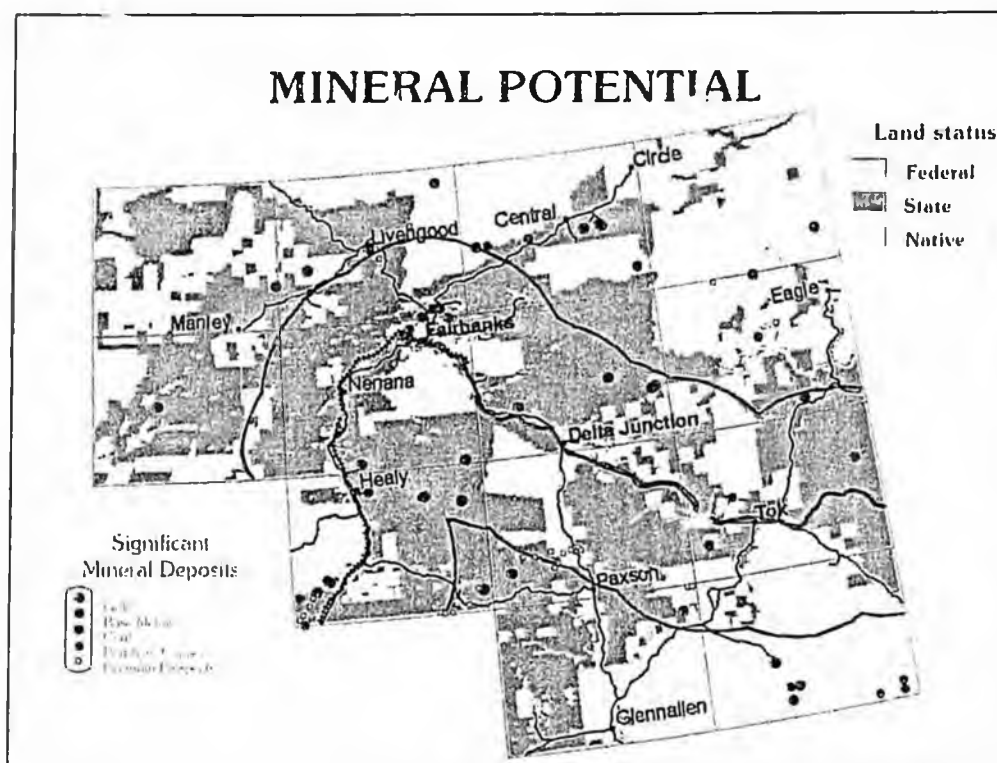 MINERAL POTENTIAL
Land status
Federal
State
Native
Circle
Central
Livengood
Eagle
Manley
Fairbanks
Nenana
Delta Junction
Healy
Tok
Paxson
Glennallen
Significant
Mineral Deposits
Gold
Base Metal
Coal